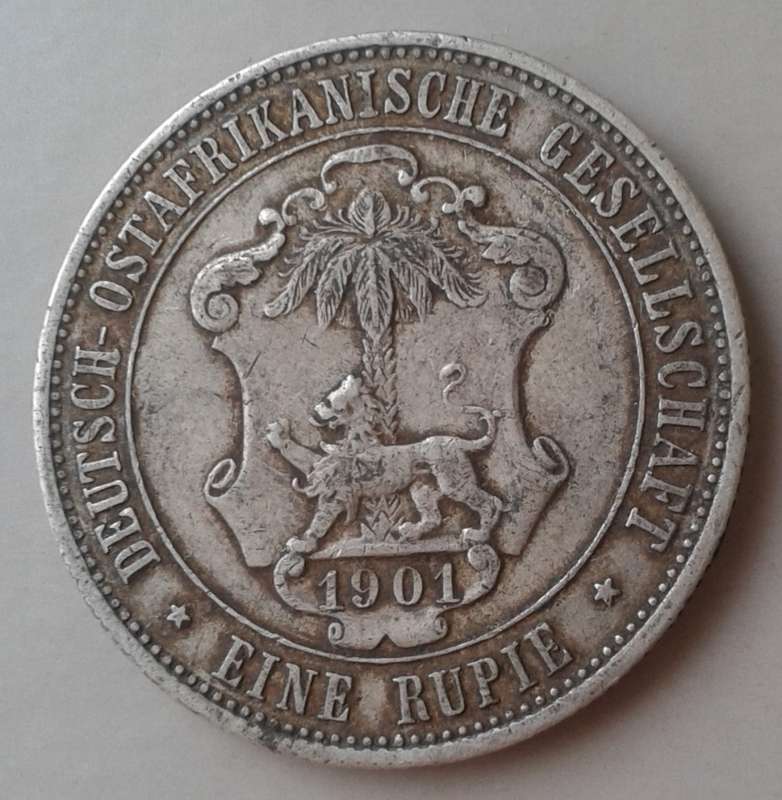 DEUTSCH-OSTAFRIKANISCHE GESELLSCHAFT
1901
★ EINE RUPIE ★